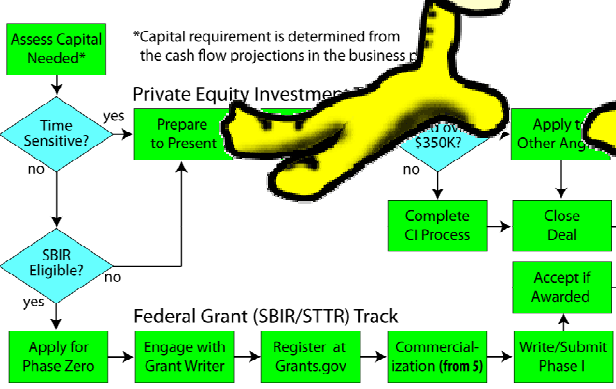 Assess Capital
Needed*
*Capital requirement is determined from
the cash flow projections in the business
Private Equity Investment
Time
Sensitive?
yes
no
Prepare
to Present
$350K?
no
Apply
Other
Complete
CI Process
Close
Deal
SBIR
Eligible?
no
yes
Accept if
Awarded
Federal Grant (SBIR/STTR) Track
Apply for
Phase Zero
Engage with
Grant Writer
Register at
Grants.gov
Commercial-
ization (from 5)
Write/Submit
Phase I